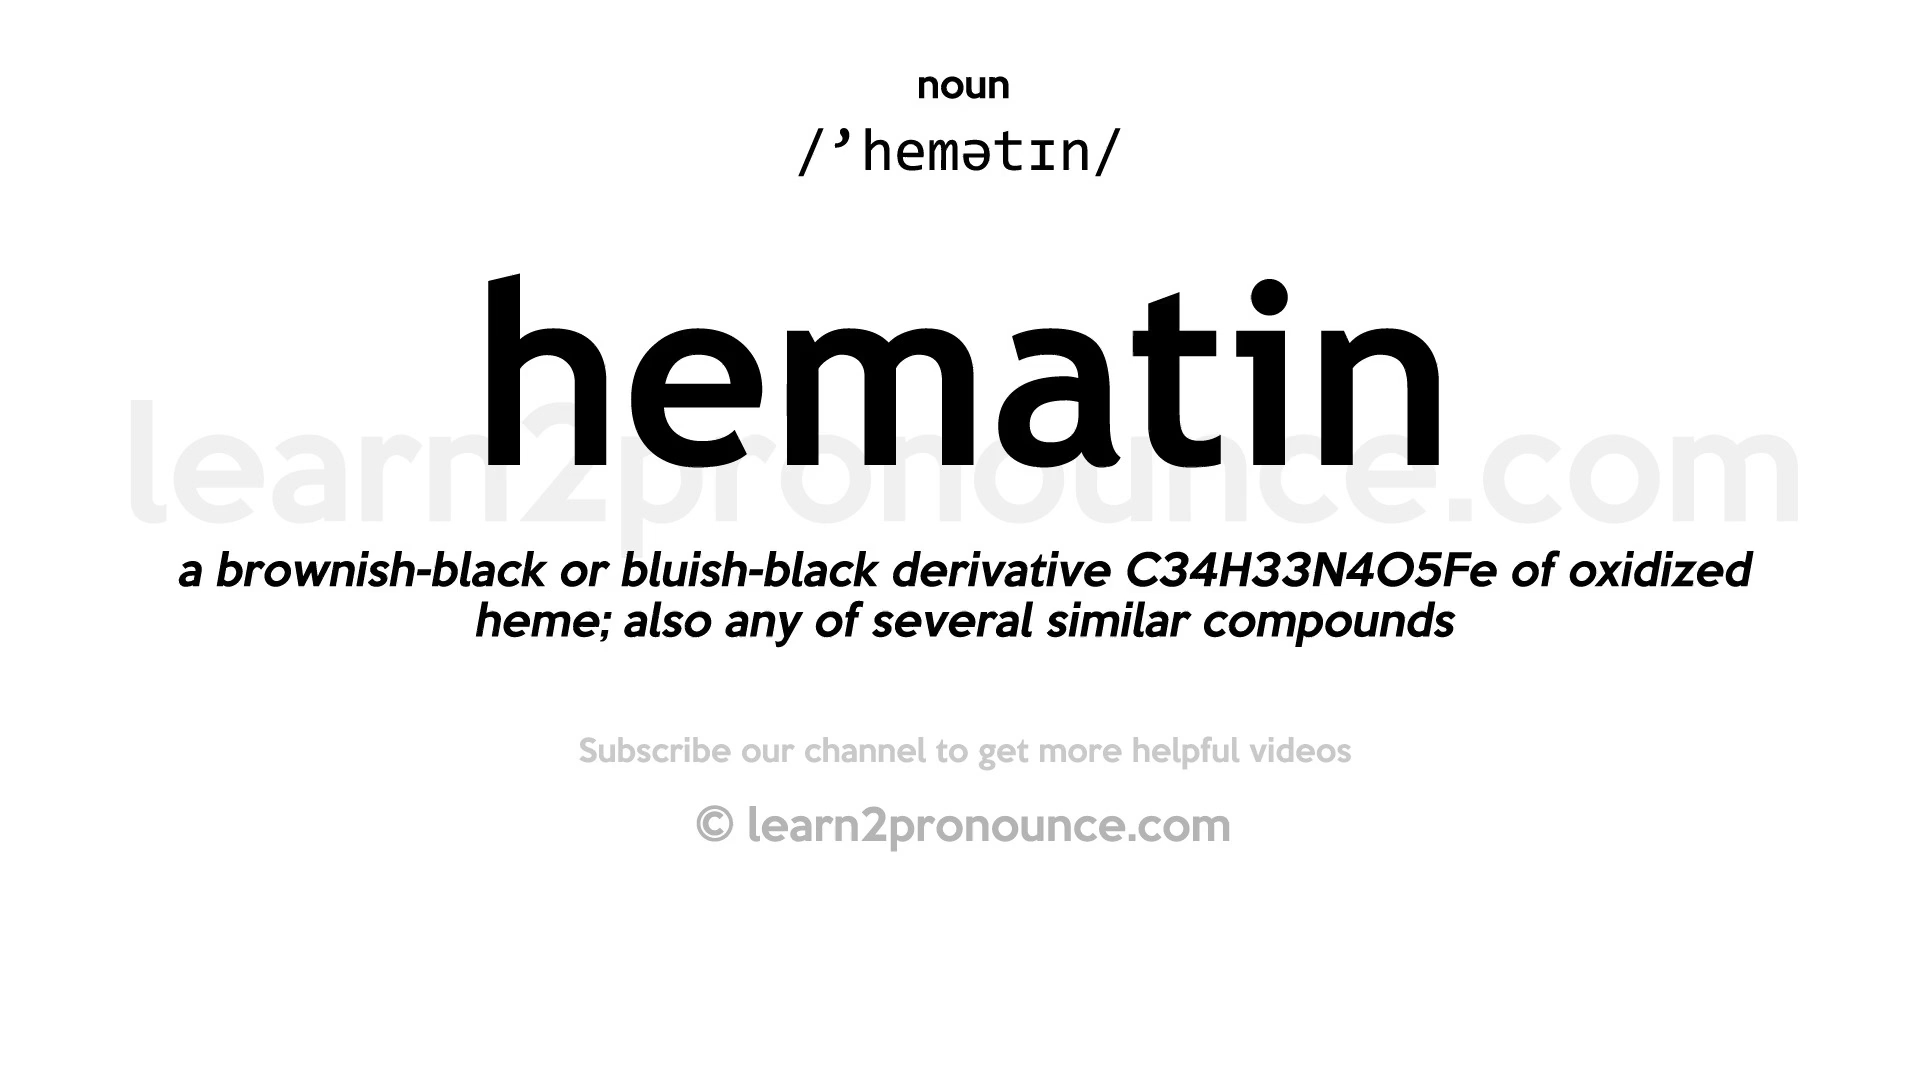 noun
/’hemətɪn/
hematin
learn2pronounce.com
a brownish-black or bluish-black derivative C34H33N4O5Fe of oxidized
heme; also any of several similar compounds
Subscribe our channel to get more helpful videos
© learn2pronounce.com